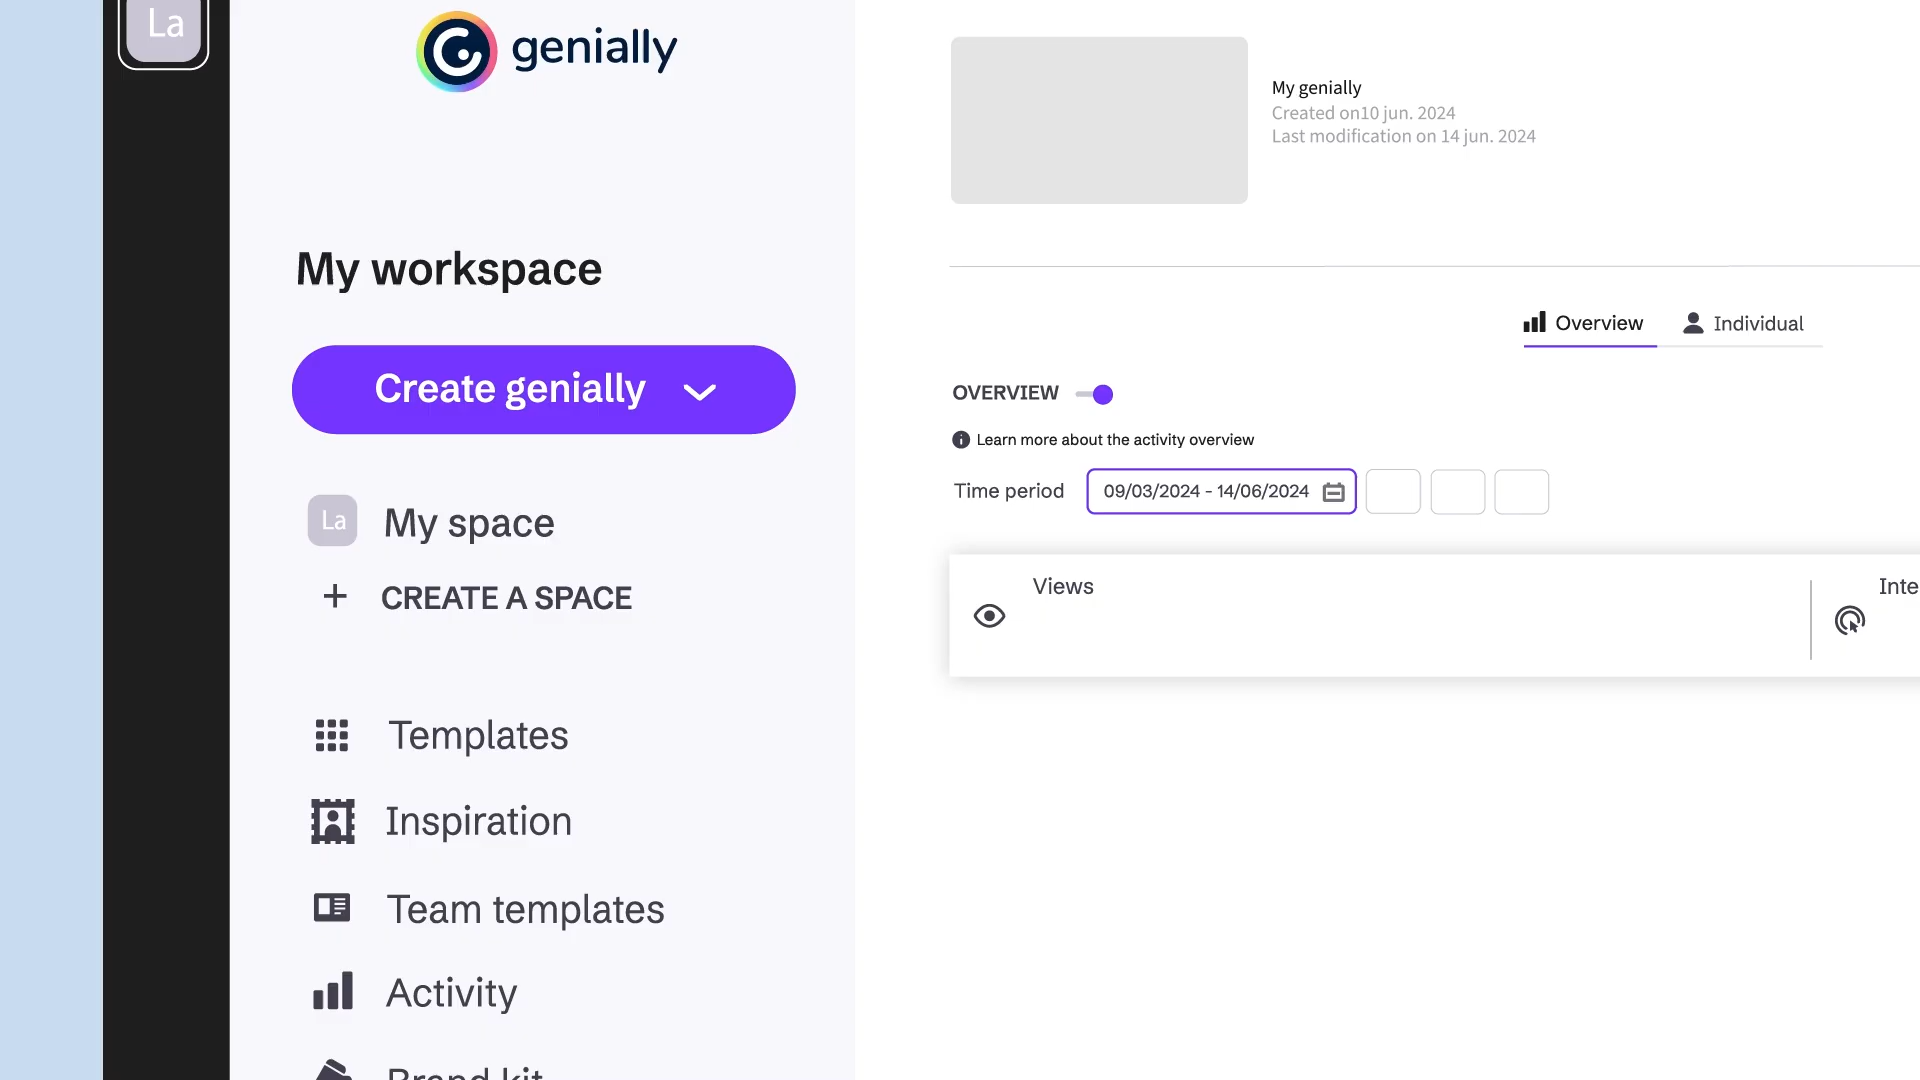 La
genially
My workspace
Create genially
La
My space
+ CREATE A SPACE
Templates
Inspiration
Team templates
Activity
Brand kit
My genially
Created on10 jun. 2024
Last modification on 14 jun. 2024
Overview
Individual
OVERVIEW
Learn more about the activity overview
Time period
09/03/2024 - 14/06/2024
Views
Inte